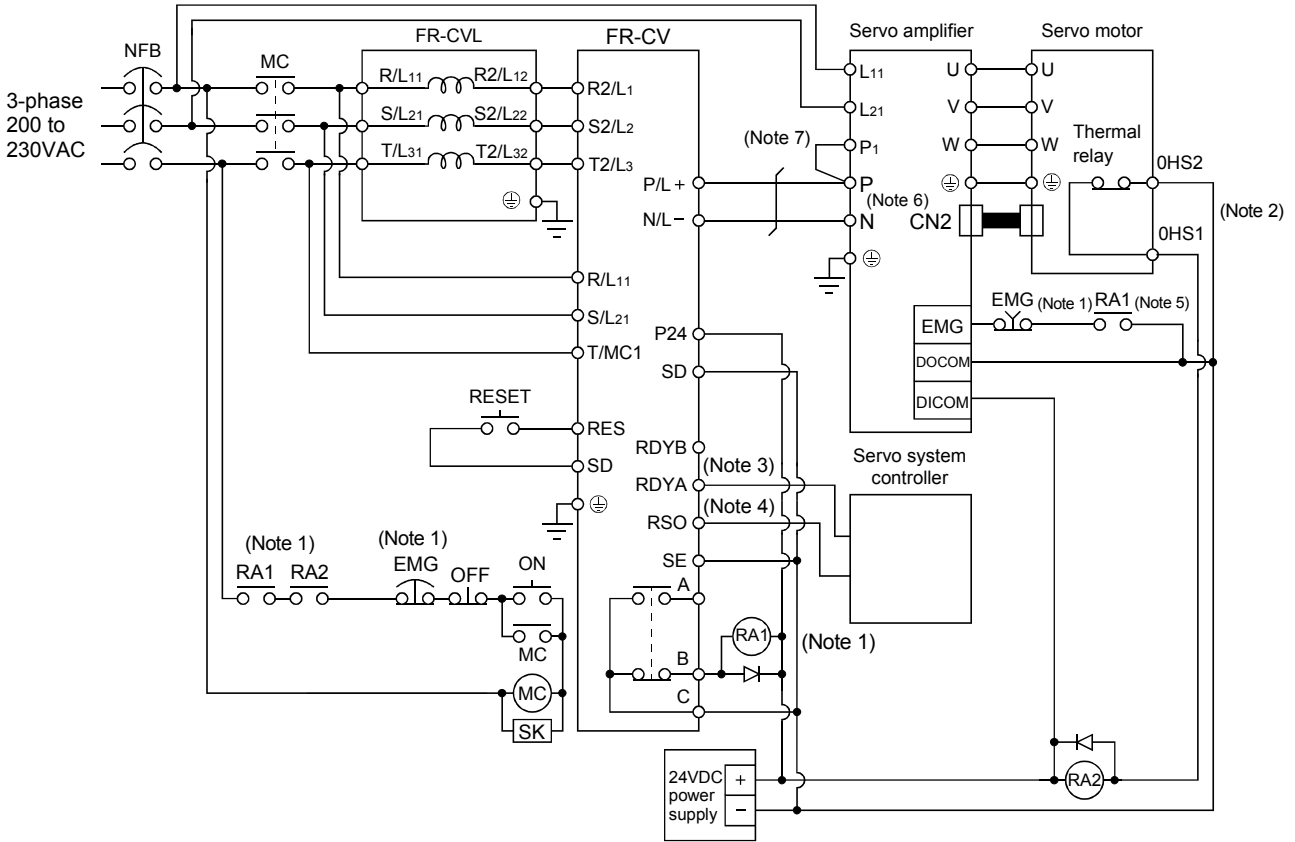 NFB
MC
FR-CVL
FR-CV
Servo amplifier
Servo motor
3-phase
200 to
230VAC
R/L11
R2/L12
R2/L1
S/L21
S2/L22
S2/L2
T/L31
T2/L32
T2/L3
L11
L21
(Note 7)
P1
P
(Note 6)
N
U
U
V
V
W
W
CN2
Thermal
relay
0HS2
0HS1
(Note 2)
P/L +
N/L −
R/L11
S/L21
T/MC1
P24
SD
RESET
RES
SD
RDYB
RDYA
(Note 3)
RSO
(Note 4)
SE
A
B
C
EMG
DOCOM
DICOM
EMG (Note 1) RA1 (Note 5)
Servo system
controller
(Note 1)
RA1 RA2
(Note 1)
EMG
OFF
ON
MC
MC
SK
RA1
(Note 1)
24VDC
power
supply
+
−
RA2